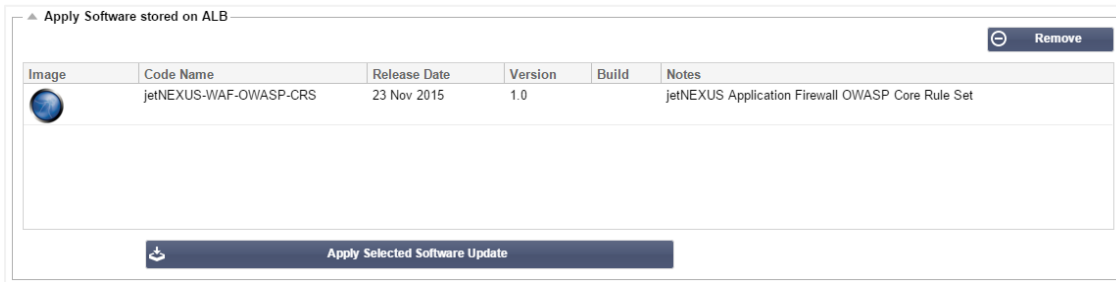 Apply Software stored on ALB
Remove
Image Code Name Release Date Version Build Notes
jetNEXUS-WAF-OWASP-CRS 23 Nov 2015 1.0 jetNEXUS Application Firewall OWASP Core Rule Set
Apply Selected Software Update